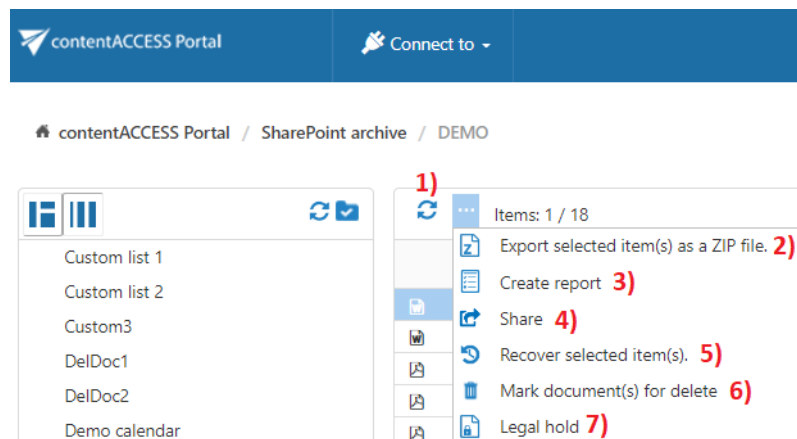 contentACCESS Portal
Connect to
contentACCESS Portal / SharePoint archive / DEMO
1)
Items: 1 / 18
Export selected item(s) as a ZIP file. 2)
Custom list 1
Create report 3)
Custom list 2
Share 4)
Custom3
Recover selected item(s). 5)
DelDoc1
Mark document(s) for delete 6)
DelDoc2
Legal hold 7)
Demo calendar